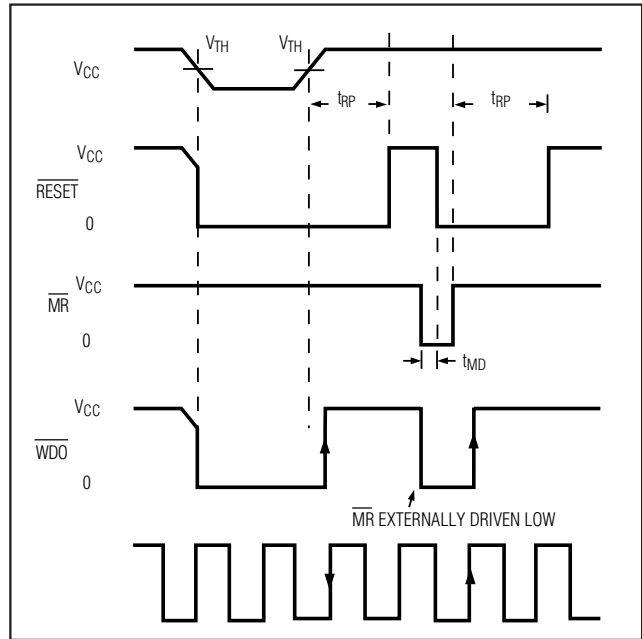 VTH VTH
VCC
tRP tRP
VCC
RESET
0
VCC
MR
0
tMD
VCC
WDO
0
MR EXTERNALLY DRIVEN LOW